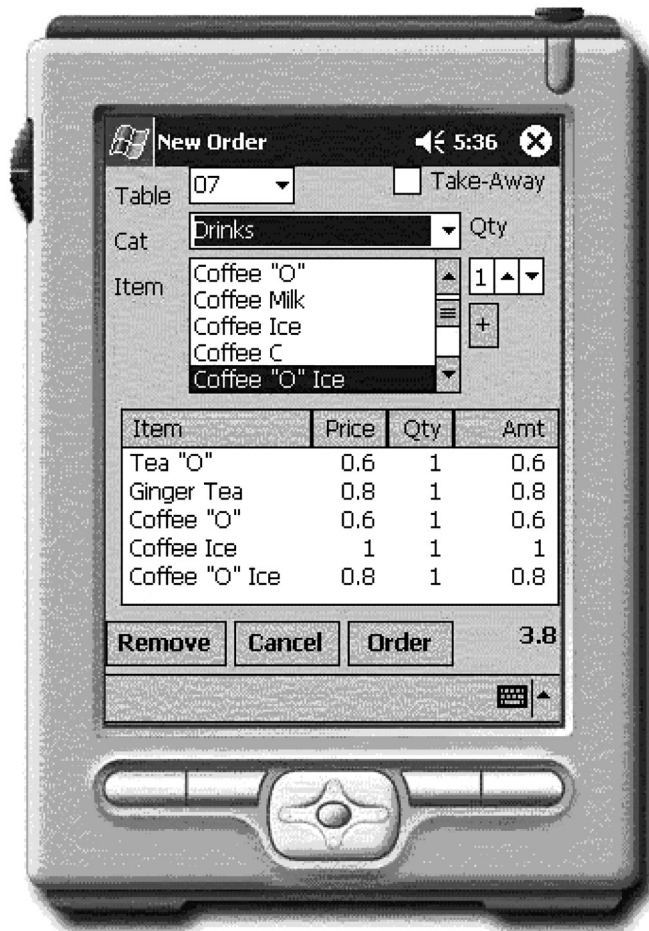 New Order 5:36
Table 07 Take-Away
Cat Drinks Qty
Item Coffee "O" 1
Coffee Milk
Coffee Ice +
Coffee C
Coffee "O" Ice
Item Price Qty Amt
Tea "O" 0.6 1 0.6
Ginger Tea 0.8 1 0.8
Coffee "O" 0.6 1 0.6
Coffee Ice 1 1 1
Coffee "O" Ice 0.8 1 0.8
Remove Cancel Order 3.8